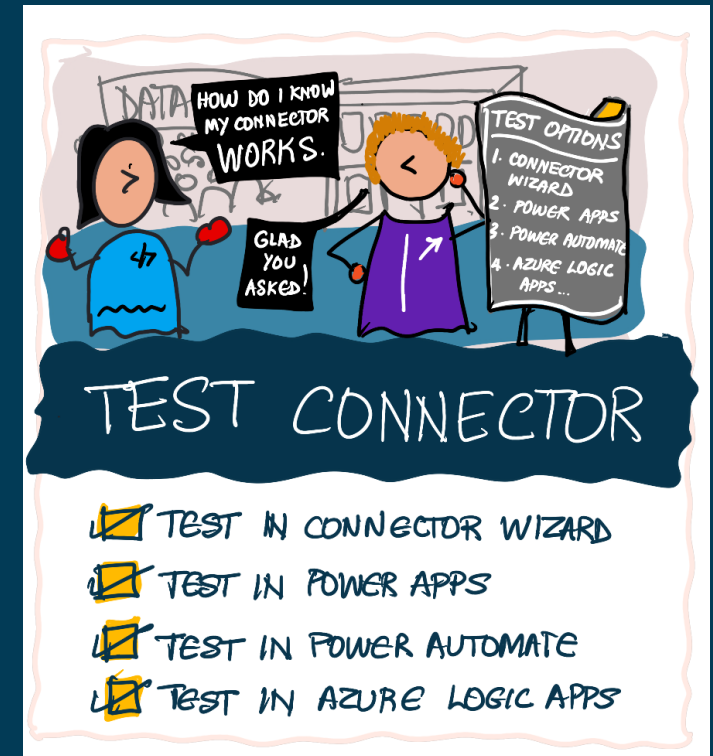 DATA
HOW DO I KNOW
MY CONNECTOR
WORKS.
GLAD
YOU
ASKED!
</>
TEST OPTIONS
1. CONNECTOR
WIZARD
2. POWER APPS
3. POWER AUTOMATE
4. AZURE LOGIC
APPS...
TEST CONNECTOR
TEST IN CONNECTOR WIZARD
TEST IN POWER APPS
TEST IN POWER AUTOMATE
TEST IN AZURE LOGIC APPS